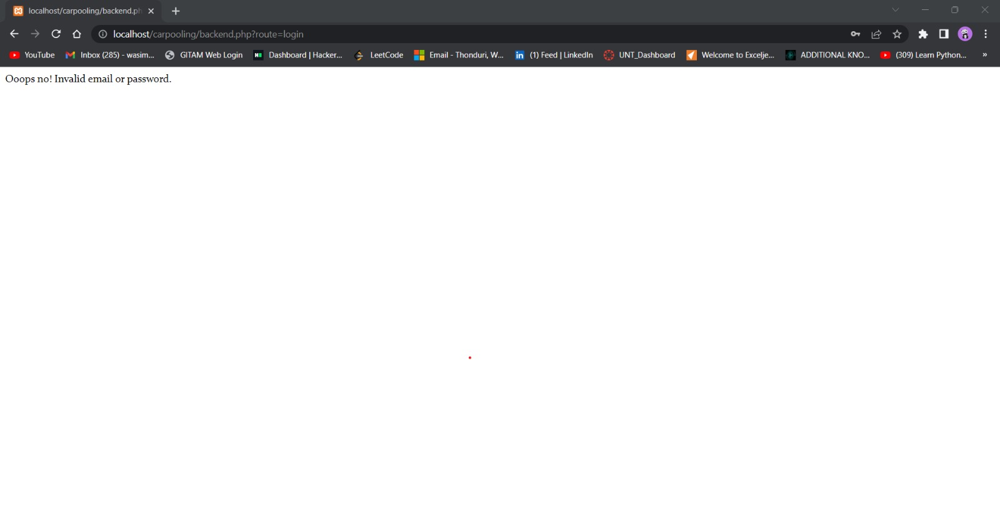 localhost/carpooling/backend.ph
localhost/carpooling/backend.php?route=login
YouTube Inbox (285) - wasim... GITAM Web Login Dashboard | Hacker... LeetCode Email - Thonduri, W... (1) Feed | LinkedIn UNT_Dashboard Welcome to Excelje... ADDITIONAL KNO... (309) Learn Python... »
Ooops no! Invalid email or password.